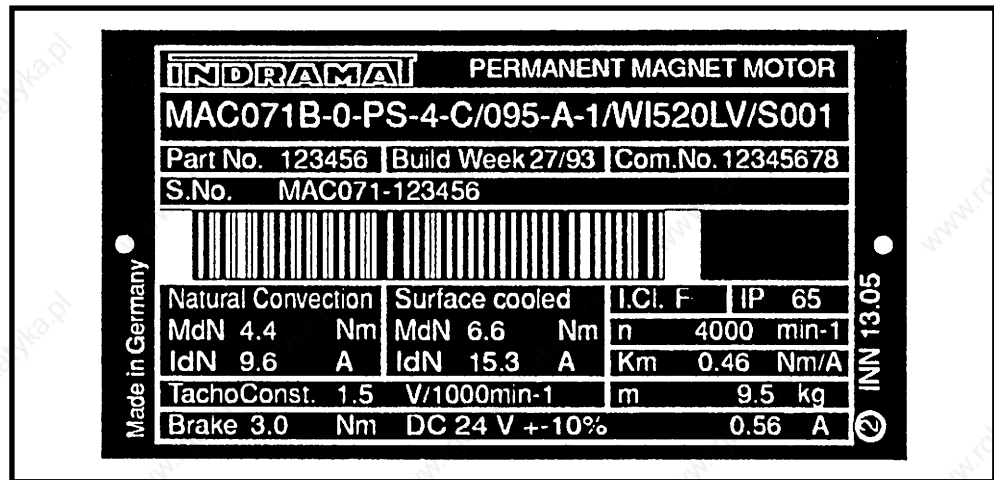 INDRAMAT PERMANENT MAGNET MOTOR
MAC071B-0-PS-4-C/095-A-1/WI520LV/S001
Part No. 123456 Build Week 27/93 Com.No. 12345678
S.No. MAC071-123456
Natural Convection Surface cooled I.Cl. F IP 65
MdN 4.4 Nm MdN 6.6 Nm n 4000 min-1
IdN 9.6 A IdN 15.3 A Km 0.46 Nm/A
TachoConst. 1.5 V/1000min-1 m 9.5 kg
Brake 3.0 Nm DC 24 V +-10% 0.56 A
Made in Germany
2 INN 13.05